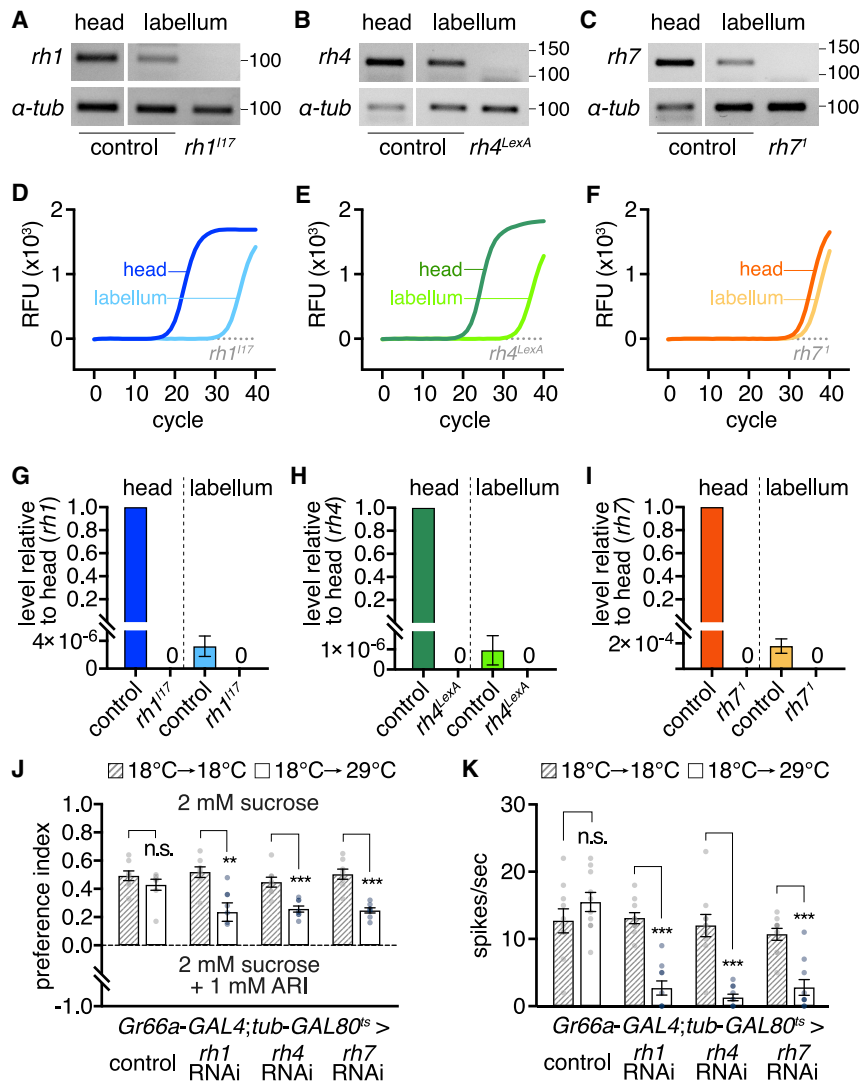 A head labellum
rh1 -100
α-tub -100
control rh1^I17
B head labellum
rh4 -150
-100
α-tub -100
control rh4^LexA
C head labellum
rh7 -150
-100
α-tub -100
control rh7^1
D
2
1
0
RFU (x10³)
head
labellum
rh1^I17
0 10 20 30 40
cycle
E
2
1
0
RFU (x10³)
head
labellum
rh4^LexA
0 10 20 30 40
cycle
F
2
1
0
RFU (x10³)
head
labellum
rh7^1
0 10 20 30 40
cycle
G head labellum
level relative
to head (rh1)
1.0
0.8
0.6
0.4
4×10⁻⁶
0
0 0
control rh1^I17 control rh1^I17
H head labellum
level relative
to head (rh4)
1.0
0.8
0.6
0.4
1×10⁻⁶
0
0 0
control rh4^LexA control rh4^LexA
I head labellum
level relative
to head (rh7)
1.0
0.8
0.6
0.4
2×10⁻⁴
0
0 0
control rh7^1 control rh7^1
J 18°C→18°C 18°C→29°C
preference index
1.0
0.8
0.6
0.4
0.2
0.0
-1.0
2 mM sucrose
n.s. ** *** ***
2 mM sucrose
+ 1 mM ARI
Gr66a-GAL4;tub-GAL80^ts >
control rh1 rh4 rh7
RNAi RNAi RNAi
K 18°C→18°C 18°C→29°C
spikes/sec
30
20
10
0
n.s. *** *** ***
Gr66a-GAL4;tub-GAL80^ts >
control rh1 rh4 rh7
RNAi RNAi RNAi